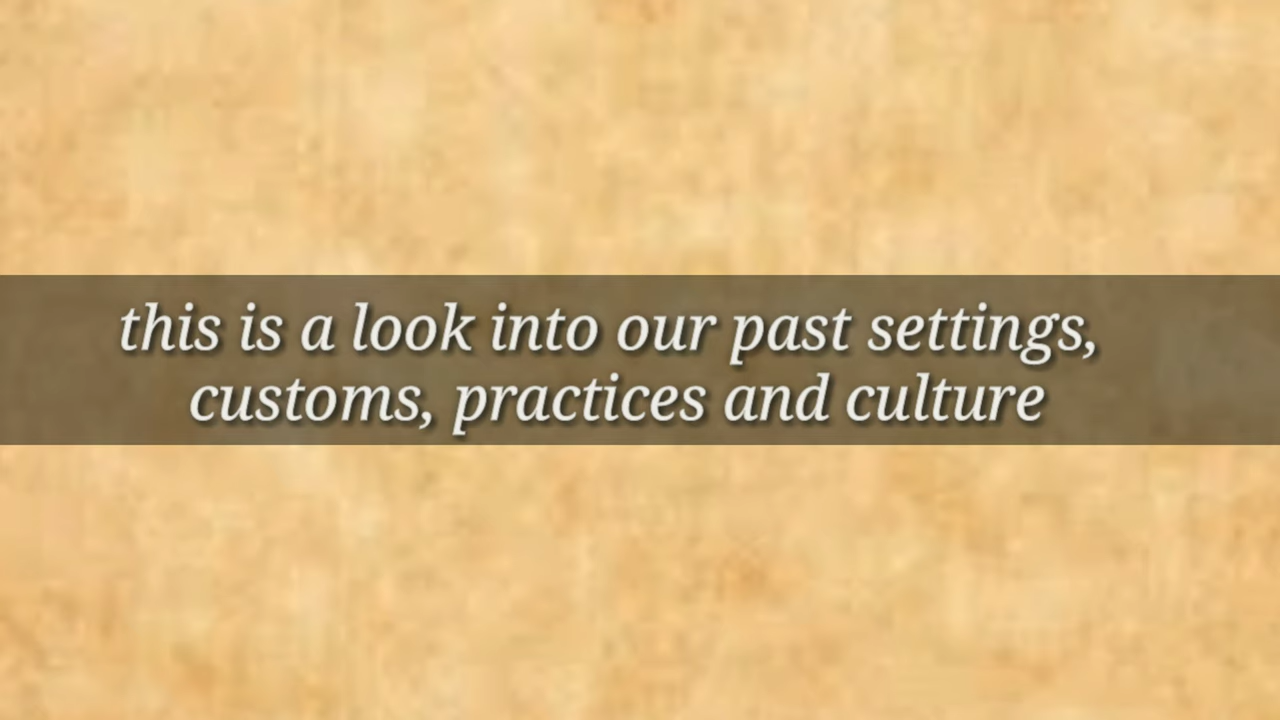 this is a look into our past settings,
customs, practices and culture